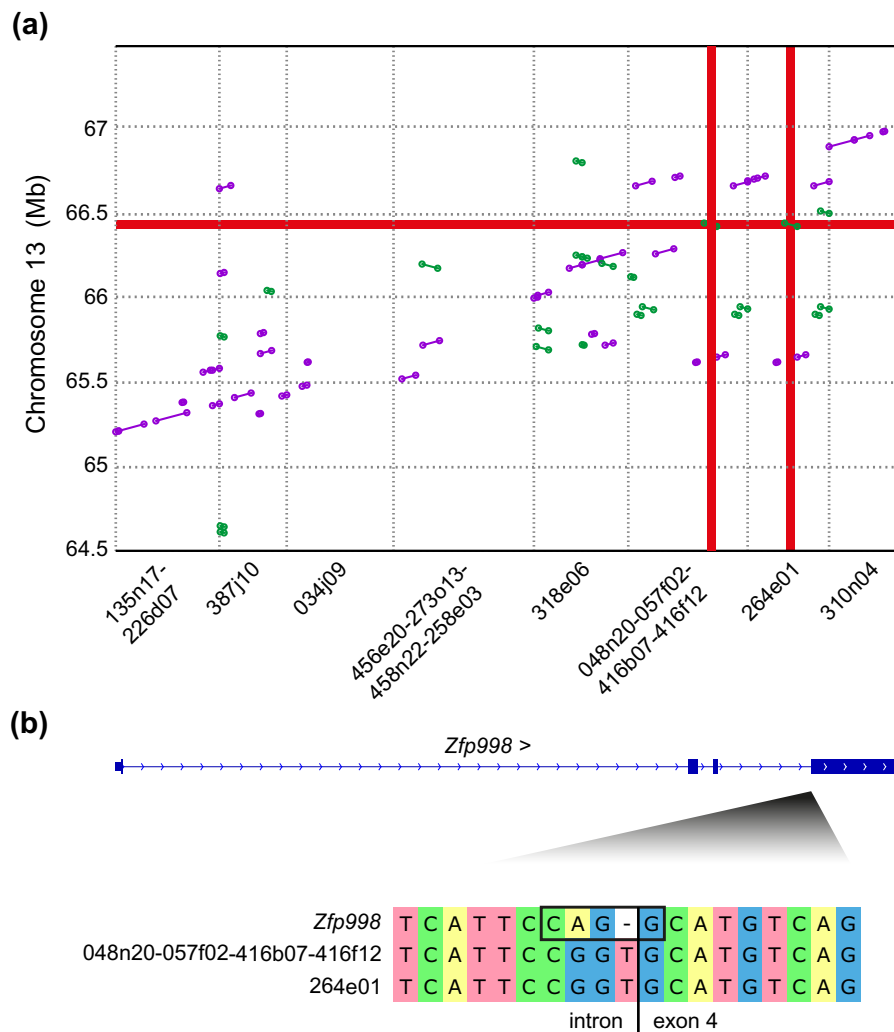 (a)
Chromosome 13 (Mb)
67
66.5
66
65.5
65
64.5
135n17-
226d07
387j10
034j09
456e20-273o13-
458n22-258e03
318e06
048n20-057f02-
416b07-416f12
264e01
310n04
(b)
Zfp998 >
Zfp998 T C A T T C C A G - G C A T G T C A G
048n20-057f02-416b07-416f12 T C A T T C C G G T G C A T G T C A G
264e01 T C A T T C C G G T G C A T G T C A G
intron exon 4